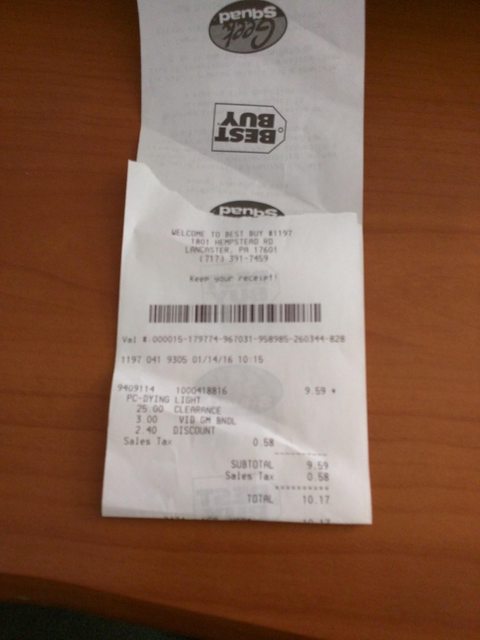 Geek
Squad
BEST
BUY
Squad
WELCOME TO BEST BUY #1197
1801 HEMPSTEAD RD
LANCASTER, PA 17601
(717) 391-7459
Keep your receipt!
Val #:000015-179774-967031-958985-260344-828
1197 041 9305 01/14/16 10:15
9409114 1000418816 9.59 *
PC-DYING LIGHT
25.00 CLEARANCE
3.00 VID GM BNDL
2.40 DISCOUNT
Sales Tax 0.58
SUBTOTAL 9.59
Sales Tax 0.58
TOTAL 10.17